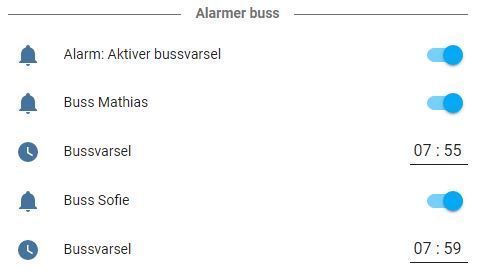 Alarmer buss
Alarm: Aktiver bussvarsel
Buss Mathias
Bussvarsel 07 : 55
Buss Sofie
Bussvarsel 07 : 59